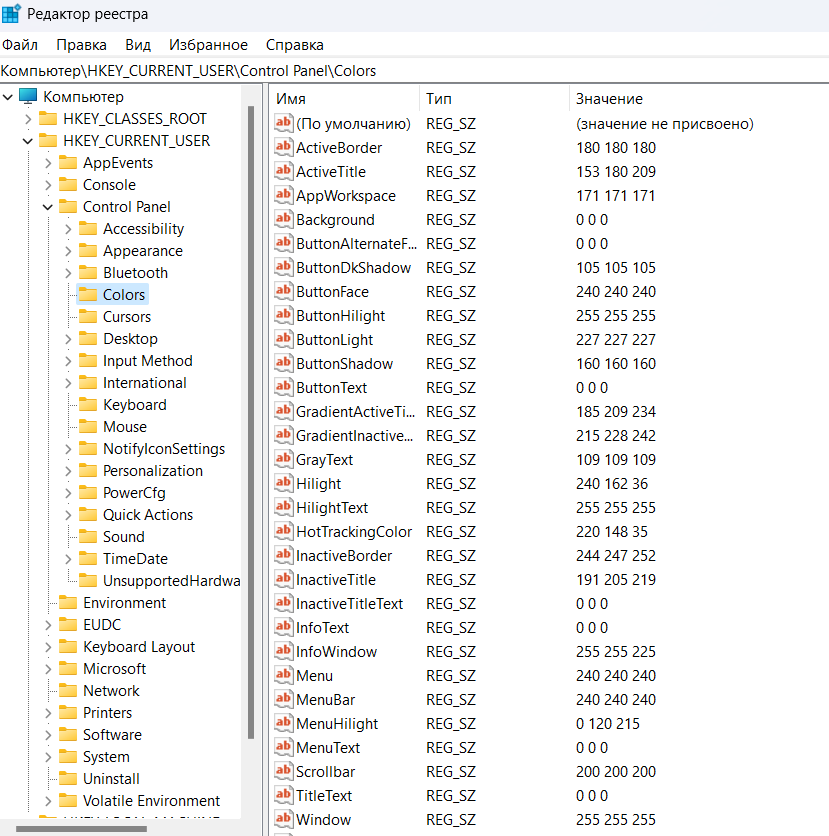 Редактор реестра
Файл Правка Вид Избранное Справка
Компьютер\HKEY_CURRENT_USER\Control Panel\Colors
Компьютер
HKEY_CLASSES_ROOT
HKEY_CURRENT_USER
AppEvents
Console
Control Panel
Accessibility
Appearance
Bluetooth
Colors
Cursors
Desktop
Input Method
International
Keyboard
Mouse
NotifyIconSettings
Personalization
PowerCfg
Quick Actions
Sound
TimeDate
UnsupportedHardwa
Environment
EUDC
Keyboard Layout
Microsoft
Network
Printers
Software
System
Uninstall
Volatile Environment
Имя Тип Значение
(По умолчанию) REG_SZ (значение не присвоено)
ActiveBorder REG_SZ 180 180 180
ActiveTitle REG_SZ 153 180 209
AppWorkspace REG_SZ 171 171 171
Background REG_SZ 0 0 0
ButtonAlternateF... REG_SZ 0 0 0
ButtonDkShadow REG_SZ 105 105 105
ButtonFace REG_SZ 240 240 240
ButtonHilight REG_SZ 255 255 255
ButtonLight REG_SZ 227 227 227
ButtonShadow REG_SZ 160 160 160
ButtonText REG_SZ 0 0 0
GradientActiveTi... REG_SZ 185 209 234
GradientInactive... REG_SZ 215 228 242
GrayText REG_SZ 109 109 109
Hilight REG_SZ 240 162 36
HilightText REG_SZ 255 255 255
HotTrackingColor REG_SZ 220 148 35
InactiveBorder REG_SZ 244 247 252
InactiveTitle REG_SZ 191 205 219
InactiveTitleText REG_SZ 0 0 0
InfoText REG_SZ 0 0 0
InfoWindow REG_SZ 255 255 225
Menu REG_SZ 240 240 240
MenuBar REG_SZ 240 240 240
MenuHilight REG_SZ 0 120 215
MenuText REG_SZ 0 0 0
Scrollbar REG_SZ 200 200 200
TitleText REG_SZ 0 0 0
Window REG_SZ 255 255 255